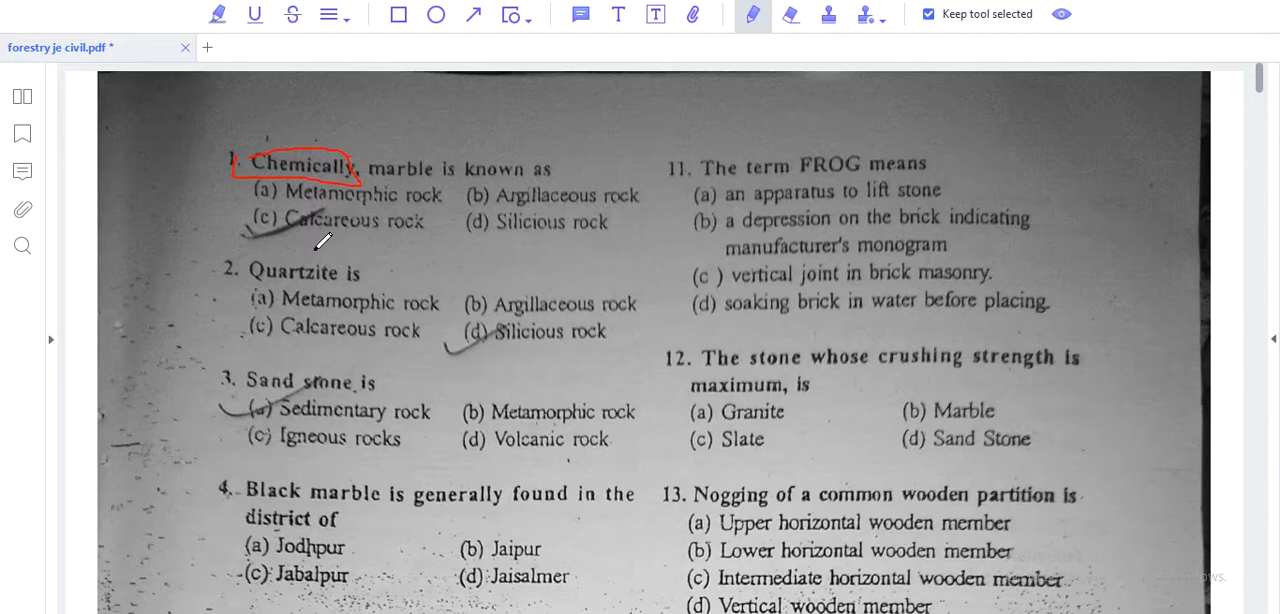 Keep tool selected
forestry je civil.pdf *
1. Chemically, marble is known as
(a) Metamorphic rock (b) Argillaceous rock
(c) Calcareous rock (d) Silicious rock
2. Quartzite is
(a) Metamorphic rock (b) Argillaceous rock
(c) Calcareous rock (d) Silicious rock
3. Sand stone is
(a) Sedimentary rock (b) Metamorphic rock
(c) Igneous rocks (d) Volcanic rock
4. Black marble is generally found in the
district of
(a) Jodhpur (b) Jaipur
(c) Jabalpur (d) Jaisalmer
11. The term FROG means
(a) an apparatus to lift stone
(b) a depression on the brick indicating
manufacturer's monogram
(c ) vertical joint in brick masonry.
(d) soaking brick in water before placing.
12. The stone whose crushing strength is
maximum, is
(a) Granite (b) Marble
(c) Slate (d) Sand Stone
13. Nogging of a common wooden partition is
(a) Upper horizontal wooden member
(b) Lower horizontal wooden member
(c) Intermediate horizontal wooden member
(d) Vertical wooden member